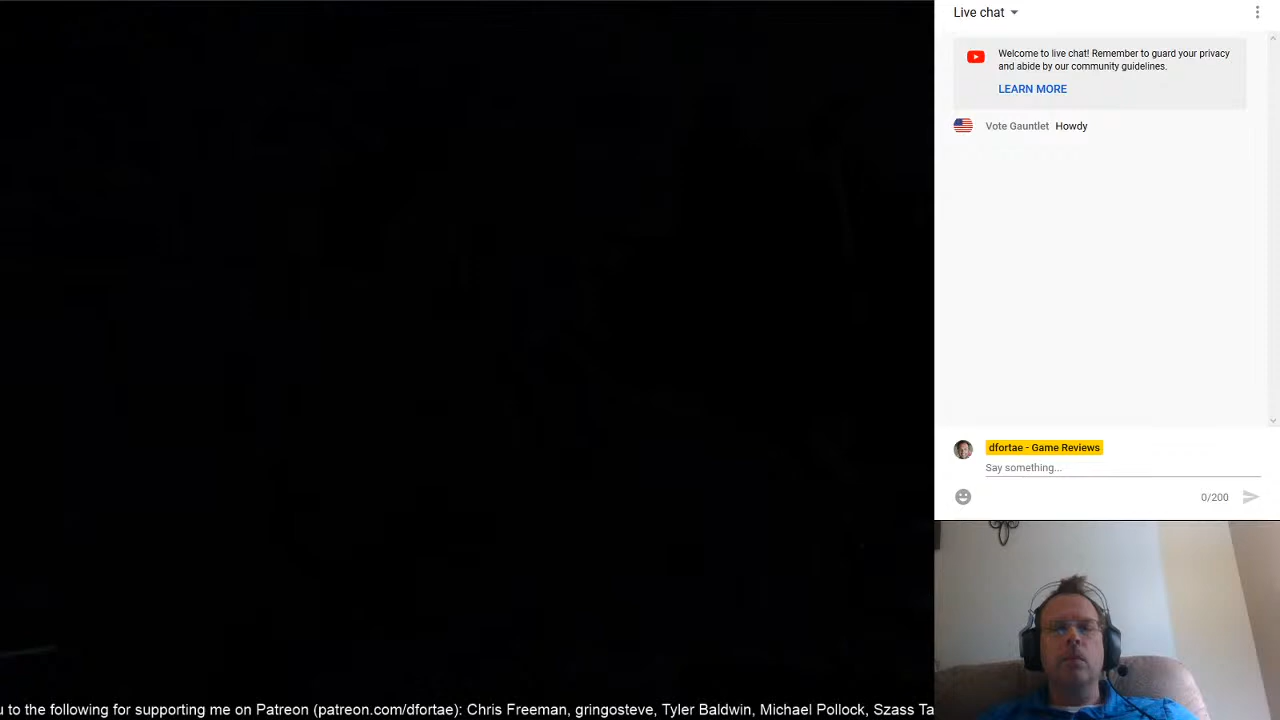 Live chat
Welcome to live chat! Remember to guard your privacy
and abide by our community guidelines.
LEARN MORE
Vote Gauntlet Howdy
dfortae - Game Reviews
Say something...
0/200
to the following for supporting me on Patreon (patreon.com/dfortae): Chris Freeman, gringosteve, Tyler Baldwin, Michael Pollock, Szass